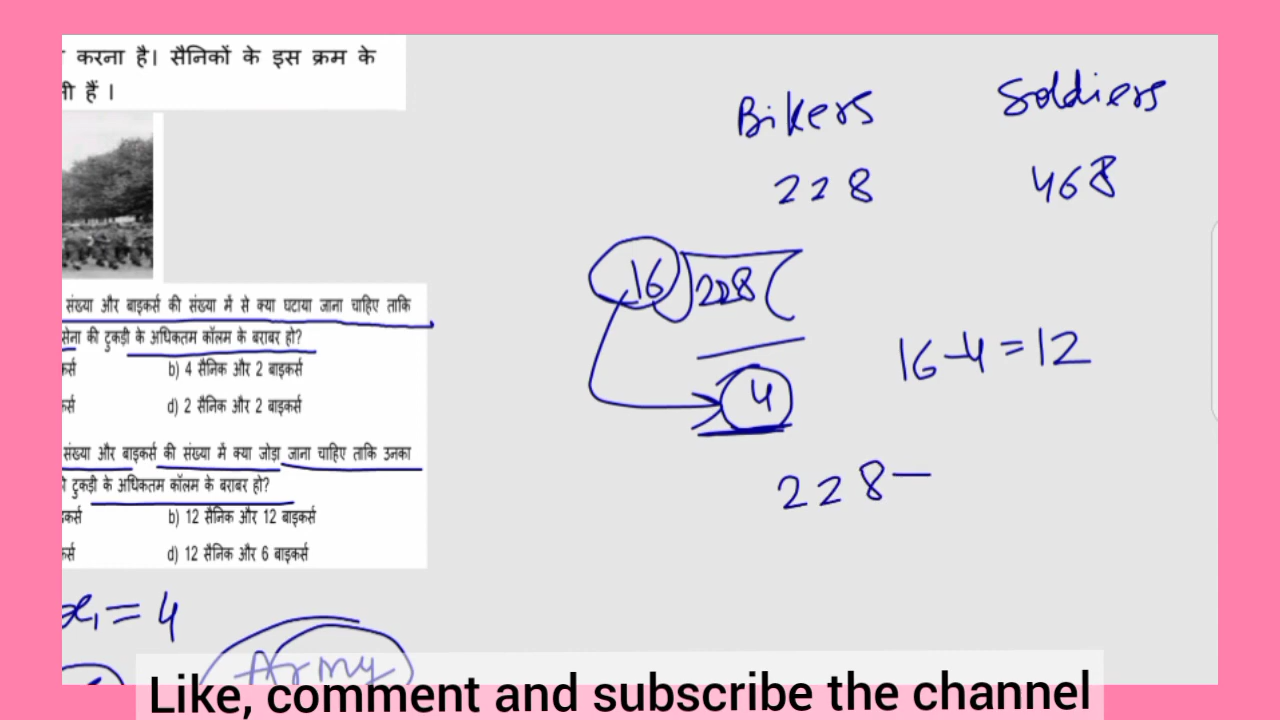 करना है। सैनिकों के इस क्रम के
ती हैं ।
संख्या और बाइकर्स की संख्या में से क्या घटाया जाना चाहिए ताकि
सेना की टुकड़ी के अधिकतम कॉलम के बराबर हो?
b) 4 सैनिक और 2 बाइकर्स
d) 2 सैनिक और 2 बाइकर्स
संख्या और बाइकर्स की संख्या में क्या जोड़ा जाना चाहिए ताकि उनका
टुकड़ी के अधिकतम कॉलम के बराबर हो?
b) 12 सैनिक और 12 बाइकर्स
d) 12 सैनिक और 6 बाइकर्स
x₁ = 4
Army
Bikers Soldiers
228 468
16)228(
4
16-4=12
228-
Like, comment and subscribe the channel